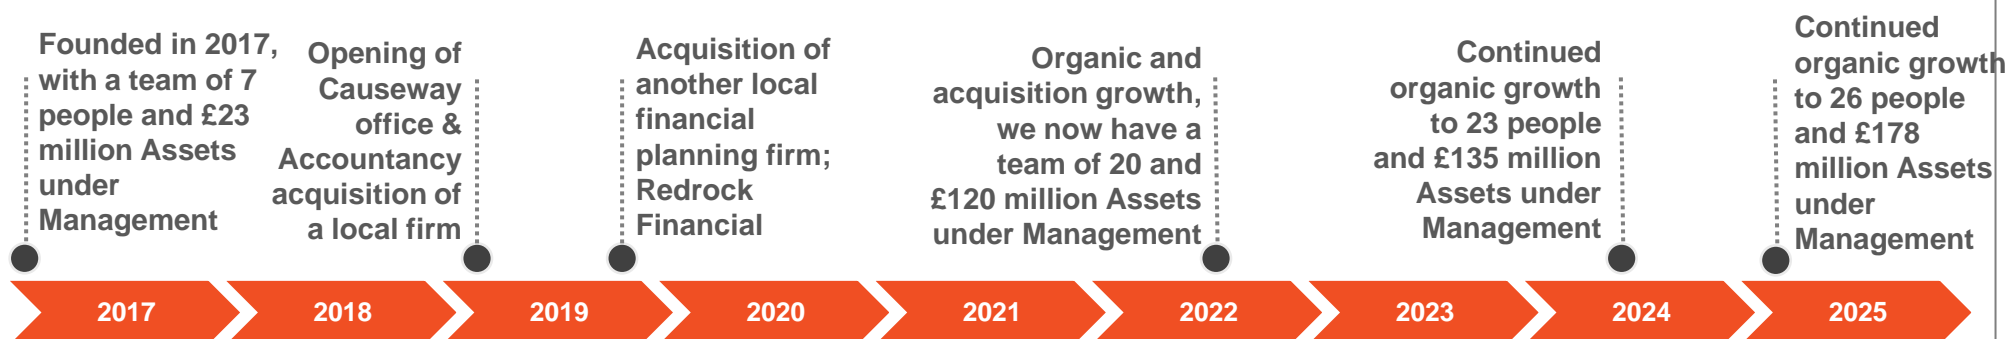 Founded in 2017,
with a team of 7
people and £23
million Assets
under
Management
Opening of
Causeway
office &
Accountancy
acquisition of
a local firm
Acquisition of
another local
financial
planning firm;
Redrock
Financial
Organic and
acquisition growth,
we now have a
team of 20 and
£120 million Assets
under Management
Continued
organic growth
to 23 people
and £135 million
Assets under
Management
Continued
organic growth
to 26 people
and £178
million Assets
under
Management
2017
2018
2019
2020
2021
2022
2023
2024
2025